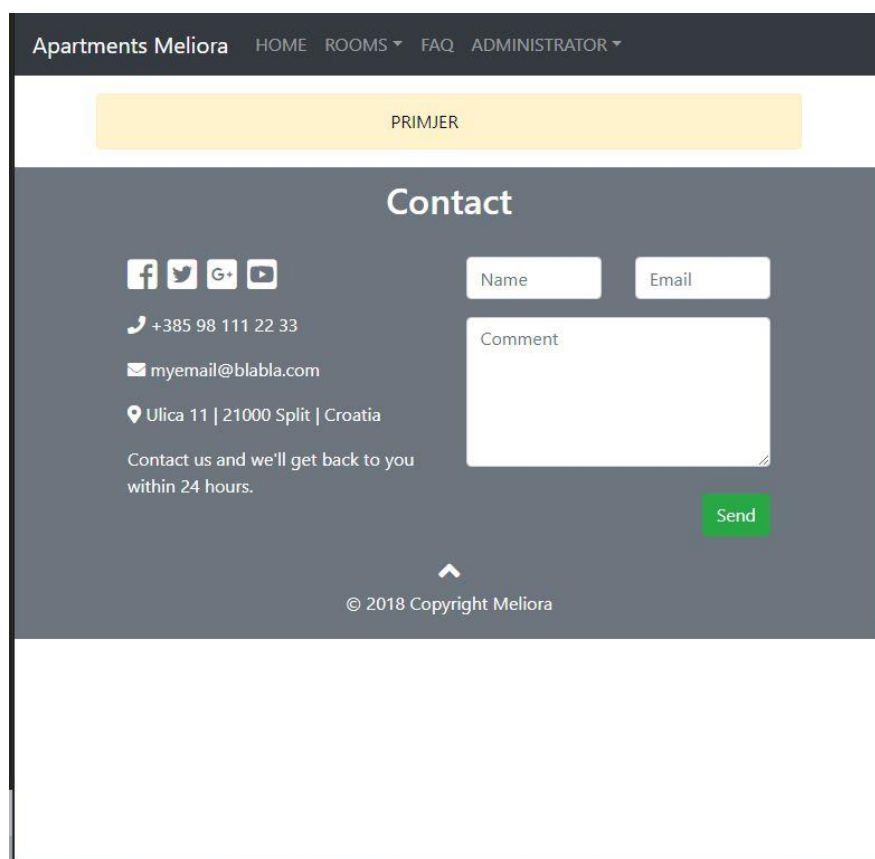 Apartments Meliora HOME ROOMS FAQ ADMINISTRATOR
PRIMJER
Contact
Name Email
+385 98 111 22 33
Comment
myemail@blabla.com
Ulica 11 | 21000 Split | Croatia
Contact us and we'll get back to you
within 24 hours.
Send
© 2018 Copyright Meliora